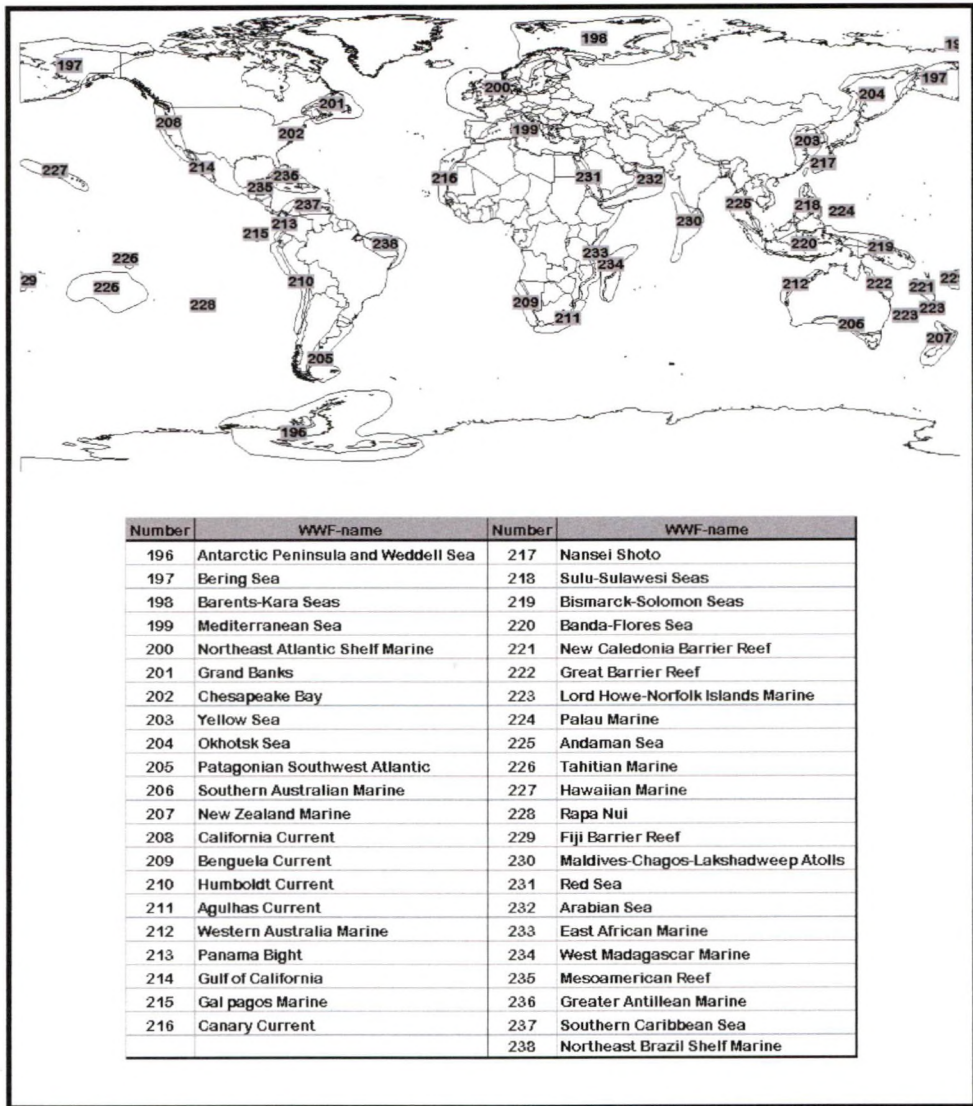 198
19
197
197
204
200
201
199
203
208
202
217
214
236
216
231
232
227
235
225
218
224
237
230
213
215
238
220
219
233
234
226
29
226
210
212
222
221
228
209
223
223
211
206
207
205
196
Number WWF-name Number WWF-name
196 Antarctic Peninsula and Weddell Sea 217 Nansei Shoto
197 Bering Sea 218 Sulu-Sulawesi Seas
198 Barents-Kara Seas 219 Bismarck-Solomon Seas
199 Mediterranean Sea 220 Banda-Flores Sea
200 Northeast Atlantic Shelf Marine 221 New Caledonia Barrier Reef
201 Grand Banks 222 Great Barrier Reef
202 Chesapeake Bay 223 Lord Howe-Norfolk Islands Marine
203 Yellow Sea 224 Palau Marine
204 Okhotsk Sea 225 Andaman Sea
205 Patagonian Southwest Atlantic 226 Tahitian Marine
206 Southern Australian Marine 227 Hawaiian Marine
207 New Zealand Marine 228 Rapa Nui
208 California Current 229 Fiji Barrier Reef
209 Benguela Current 230 Maldives-Chagos-Lakshadweep Atolls
210 Humboldt Current 231 Red Sea
211 Agulhas Current 232 Arabian Sea
212 Western Australia Marine 233 East African Marine
213 Panama Bight 234 West Madagascar Marine
214 Gulf of California 235 Mesoamerican Reef
215 Gal pagos Marine 236 Greater Antillean Marine
216 Canary Current 237 Southern Caribbean Sea
238 Northeast Brazil Shelf Marine